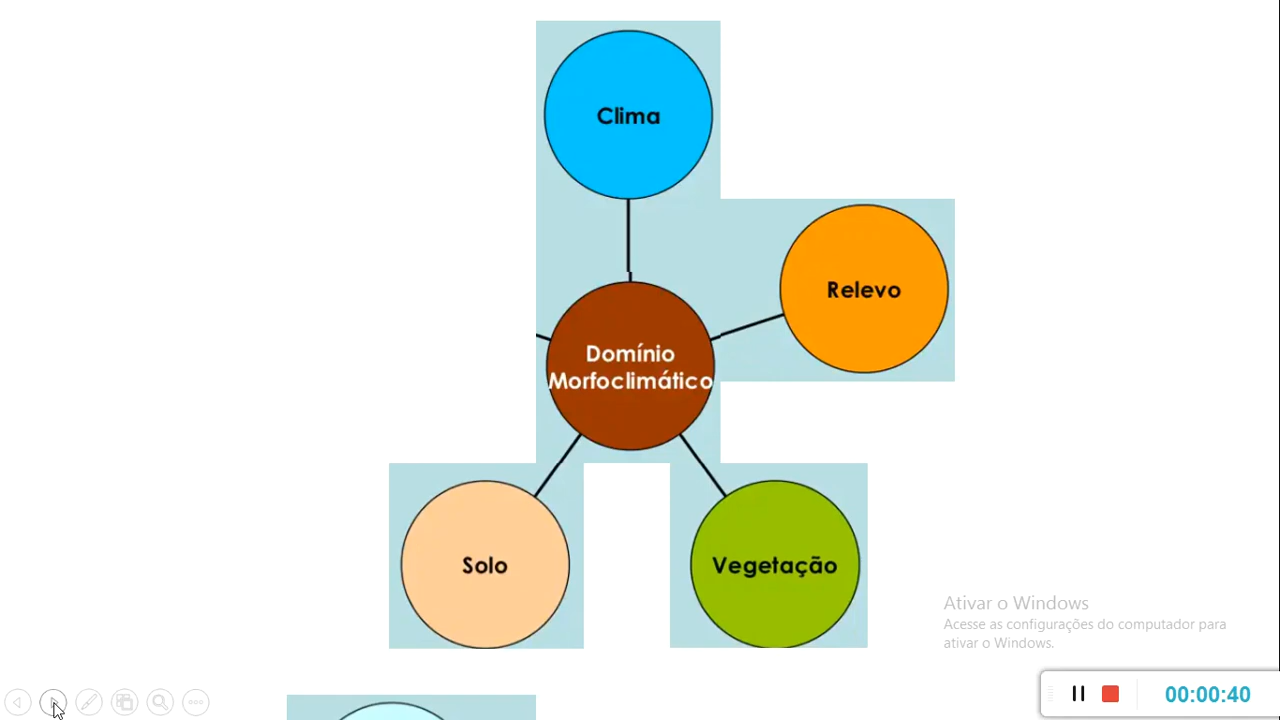 Clima
Relevo
Domínio
Morfoclimático
Solo
Vegetação
Ativar o Windows
Acesse as configurações do computador para
ativar o Windows.
00:00:40